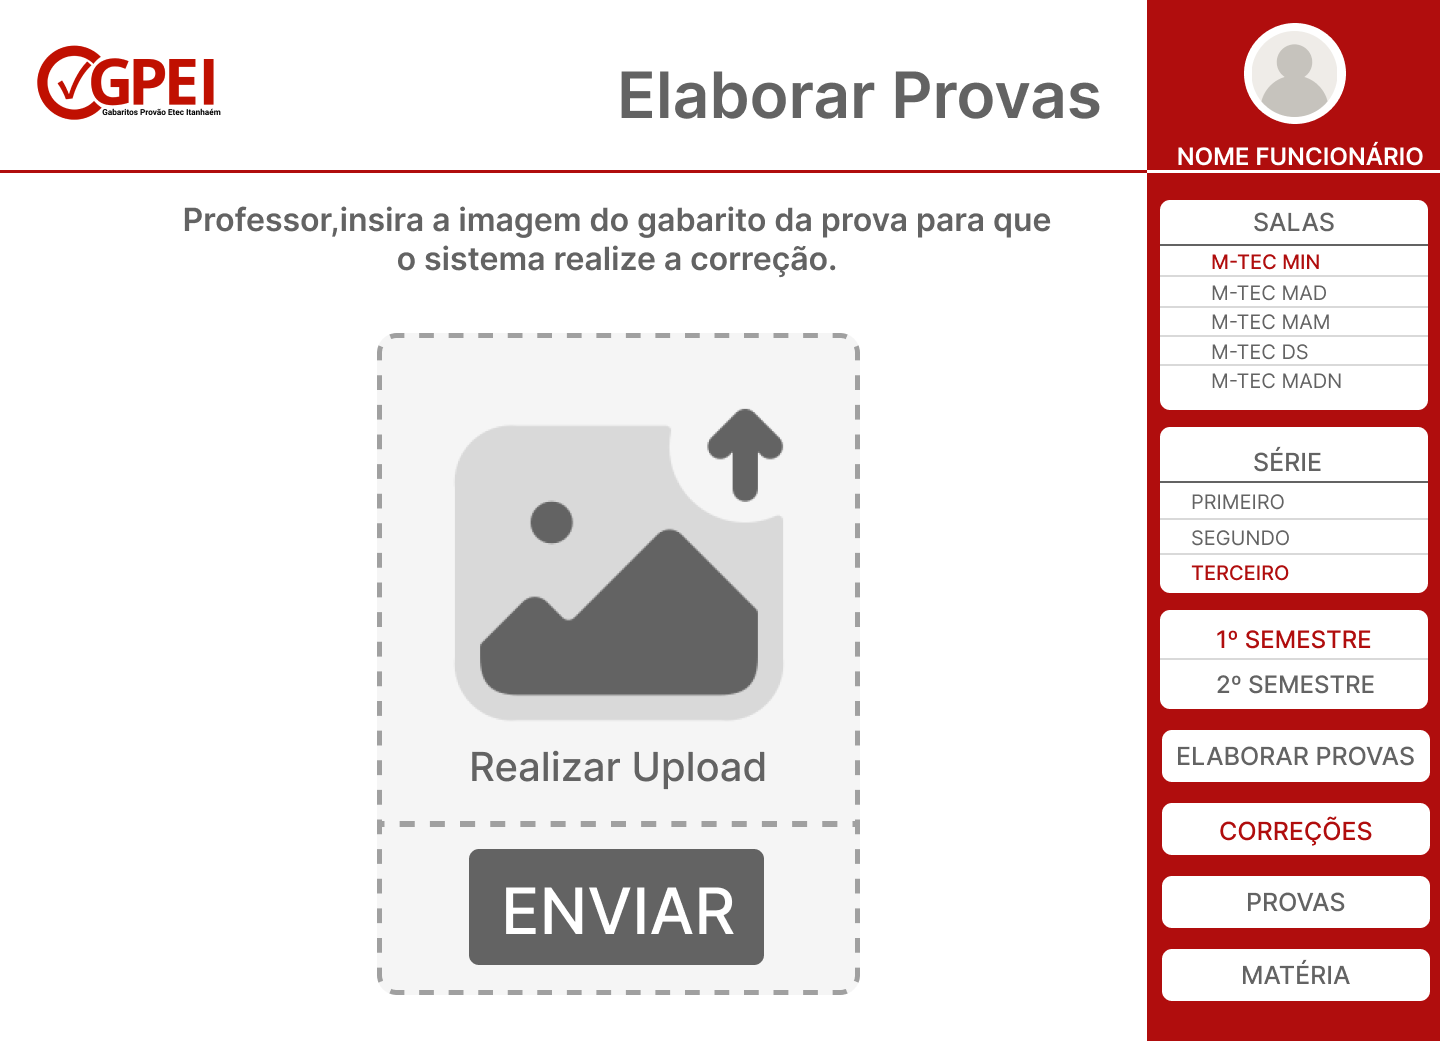 GPEI
Gabaritos Provão Etec Itanhaém
Elaborar Provas
NOME FUNCIONÁRIO
Professor,insira a imagem do gabarito da prova para que
o sistema realize a correção.
Realizar Upload
ENVIAR
SALAS
M-TEC MIN
M-TEC MAD
M-TEC MAM
M-TEC DS
M-TEC MADN
SÉRIE
PRIMEIRO
SEGUNDO
TERCEIRO
1º SEMESTRE
2º SEMESTRE
ELABORAR PROVAS
CORREÇÕES
PROVAS
MATÉRIA